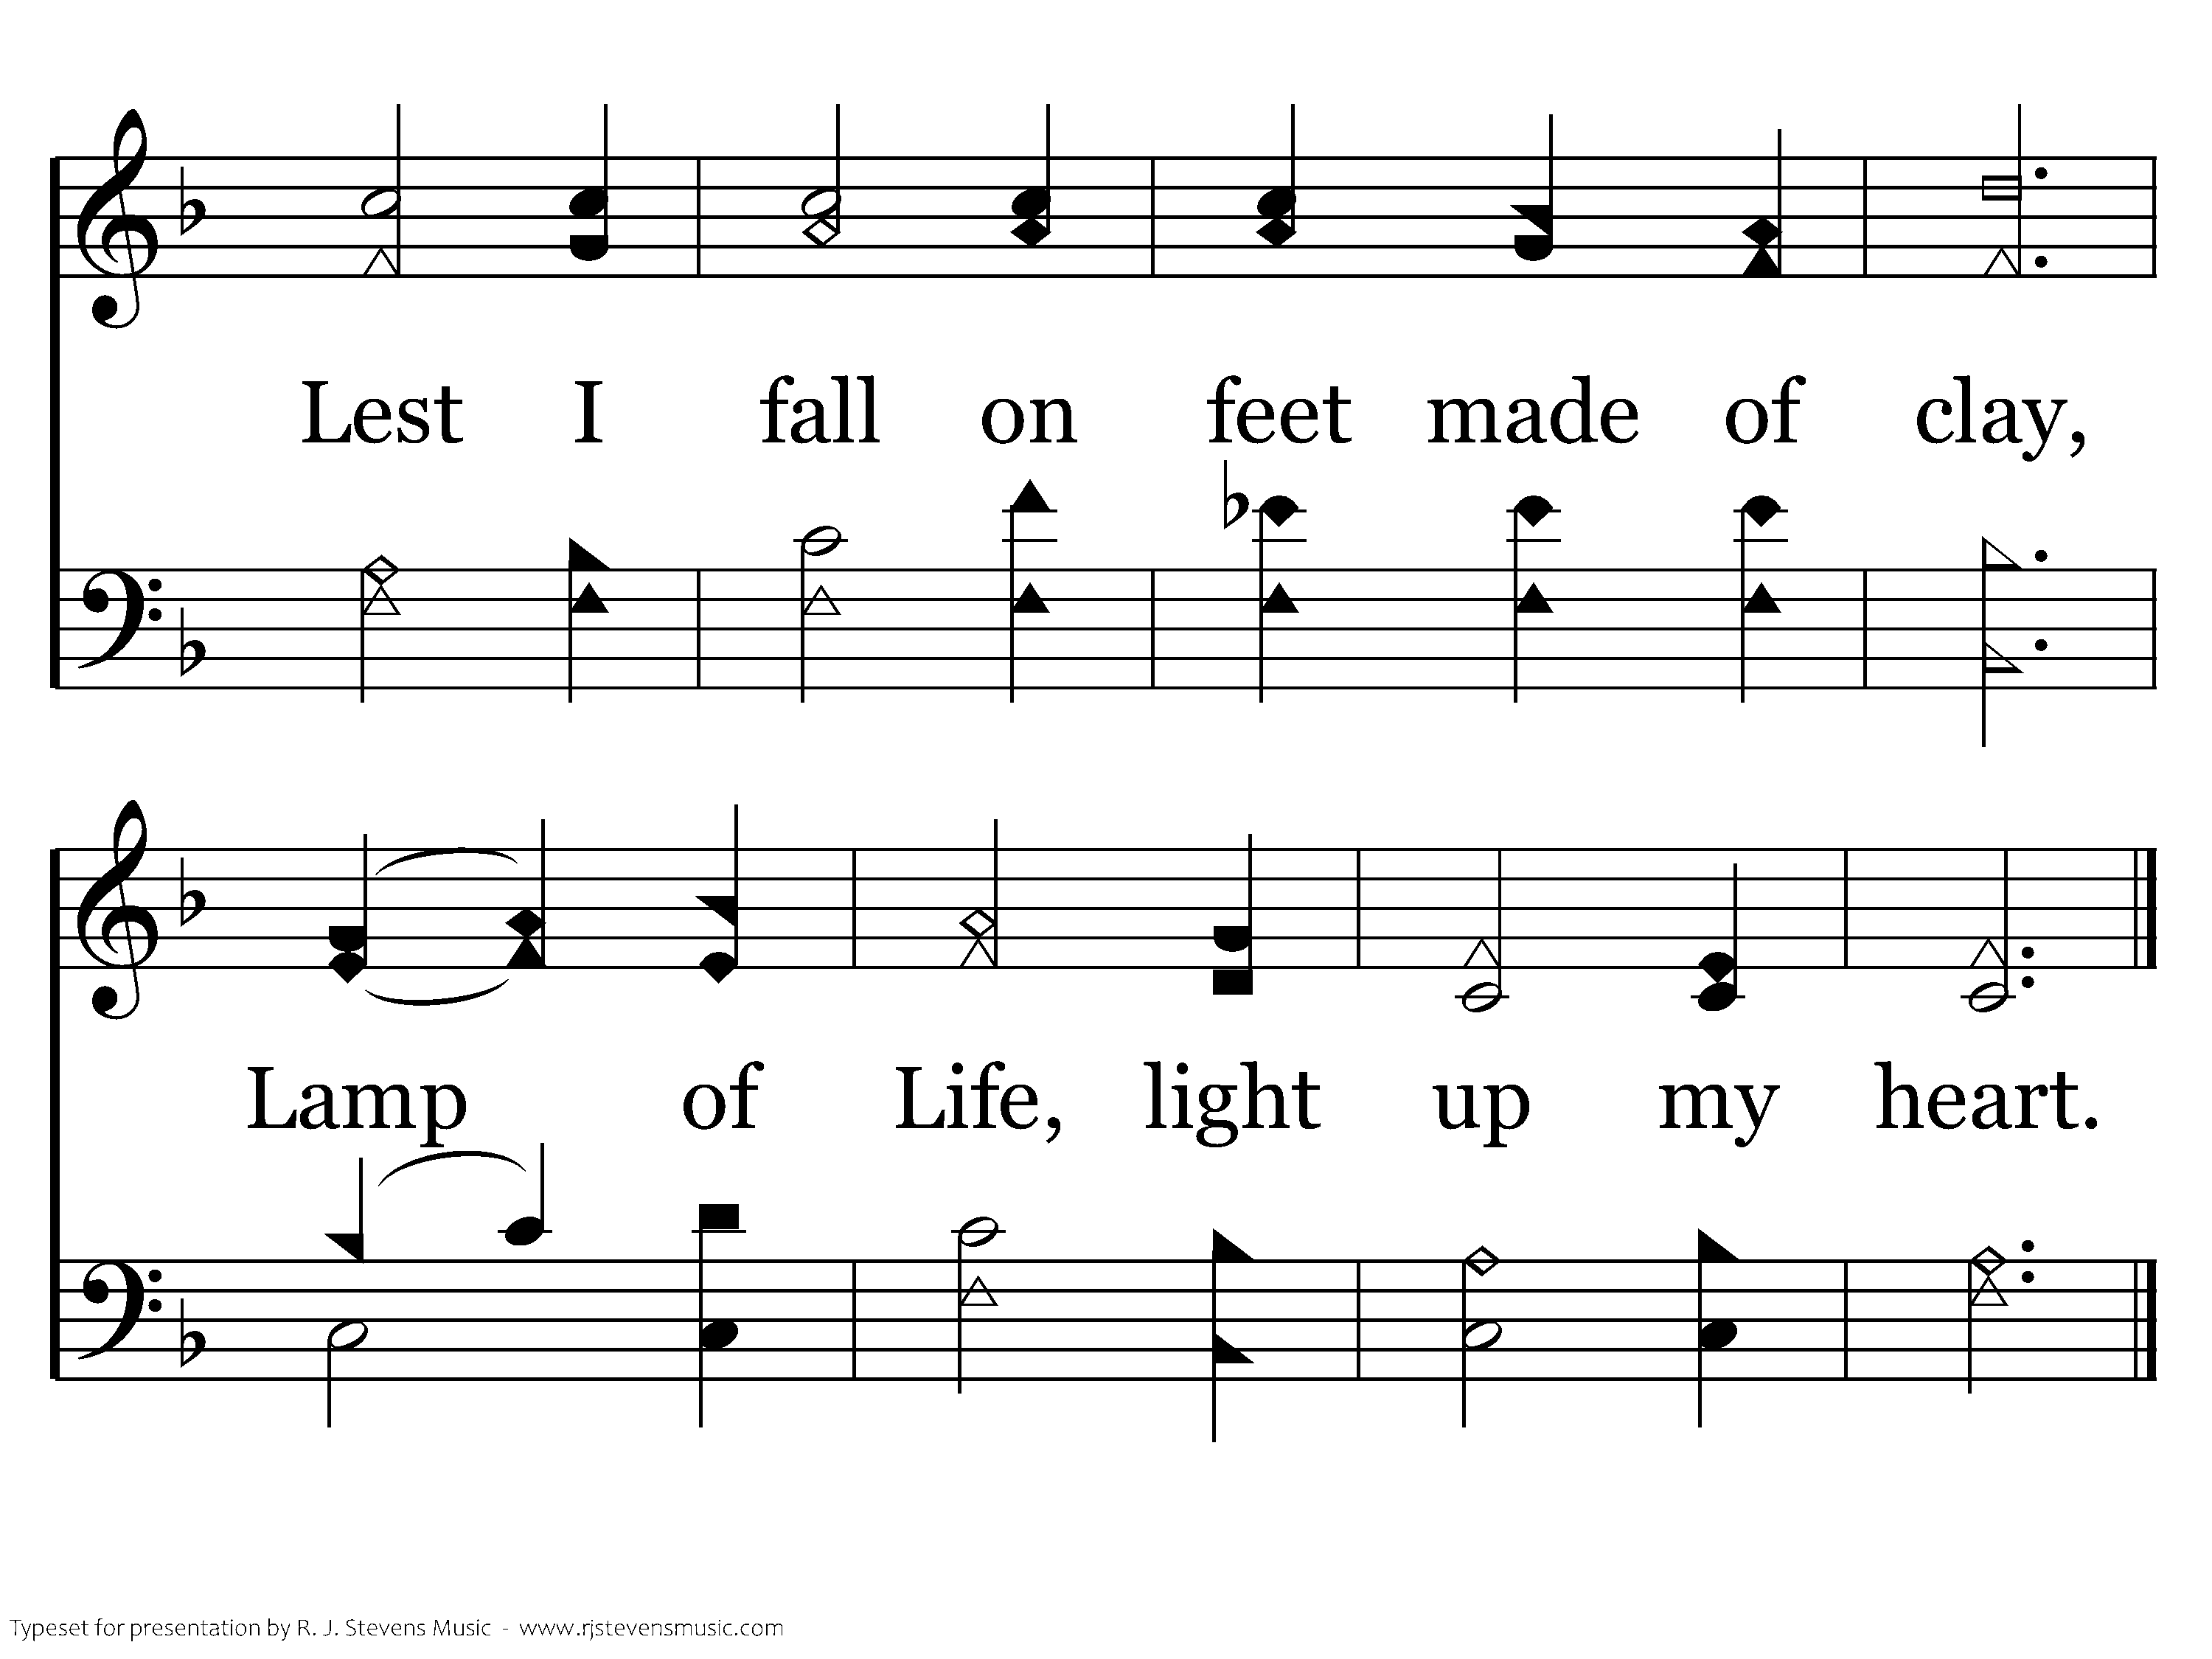 Lest I fall on feet made of clay,
Lamp of Life, light up my heart.
Typeset for presentation by R. J. Stevens Music - www.rjstevensmusic.com